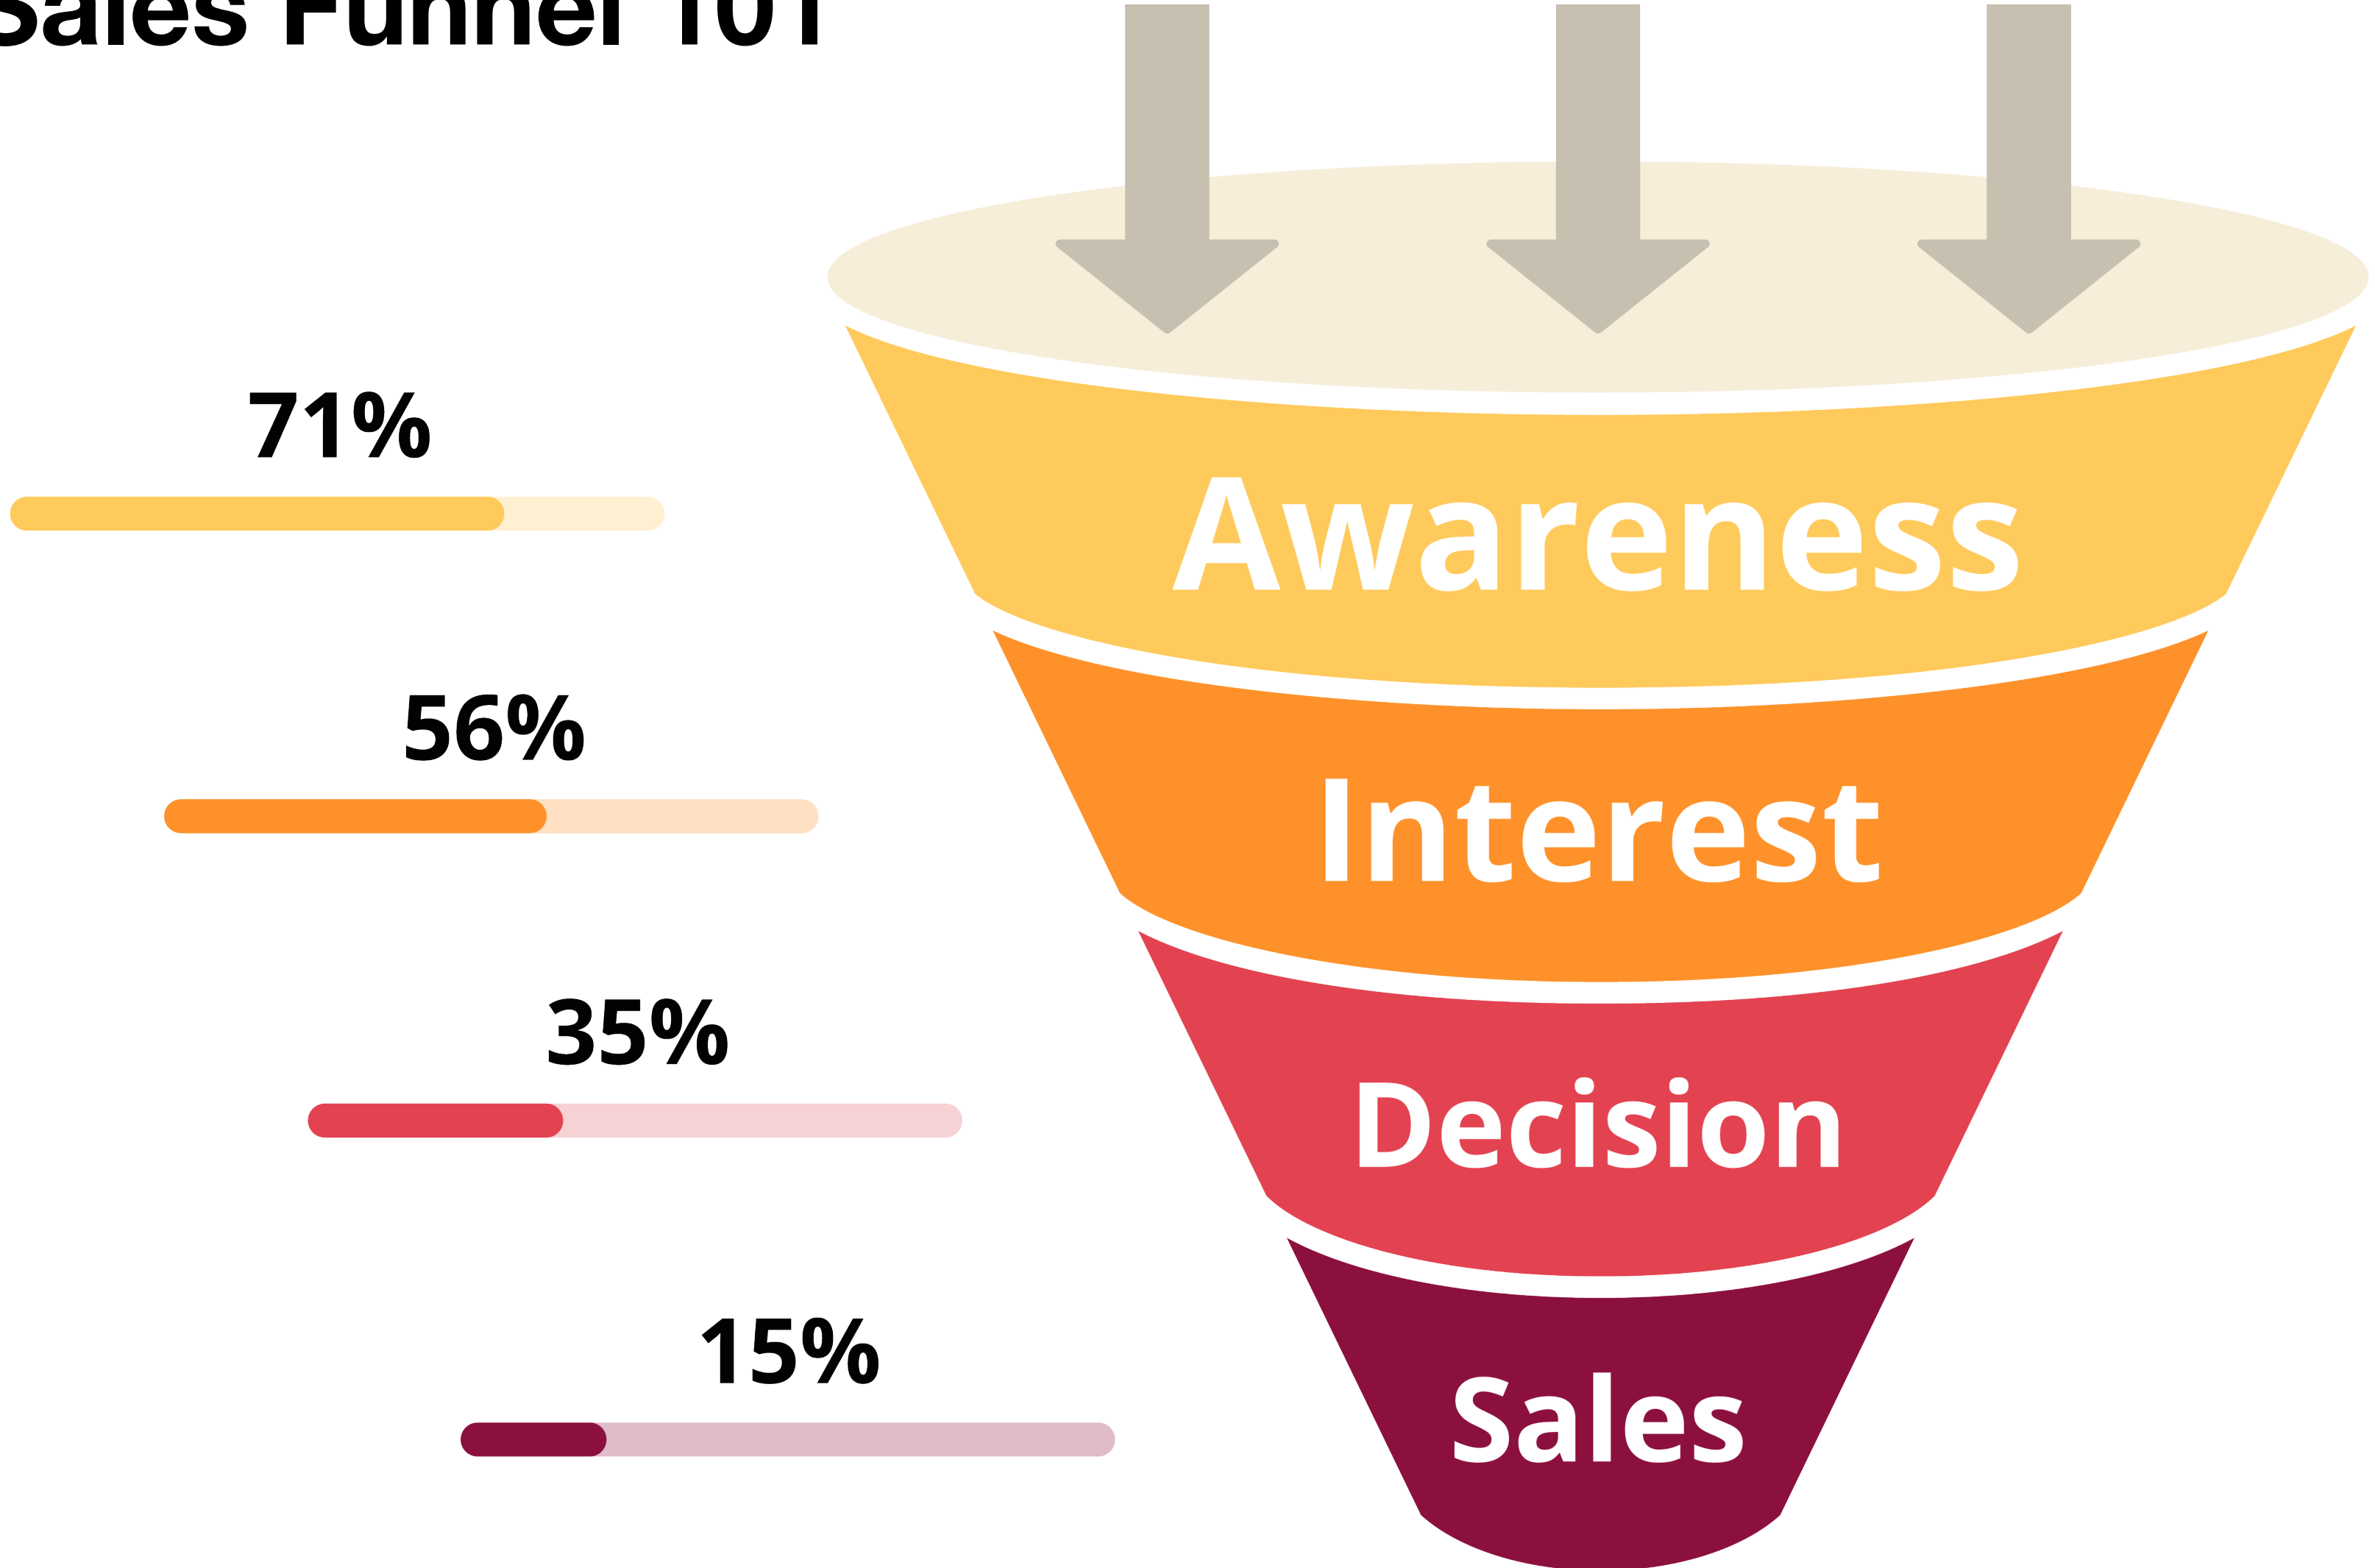 Sales Funnel 101
71%
Awareness
56%
Interest
35%
Decision
15%
Sales